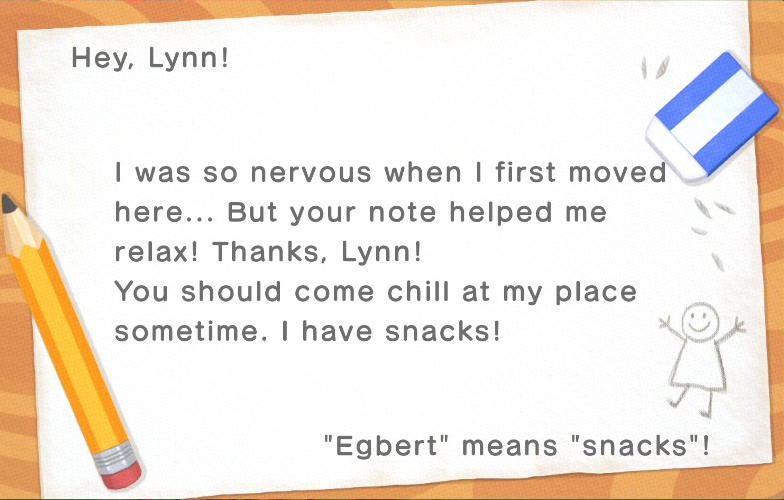 Hey, Lynn!
I was so nervous when I first moved
here... But your note helped me
relax! Thanks, Lynn!
You should come chill at my place
sometime. I have snacks!
"Egbert" means "snacks"!